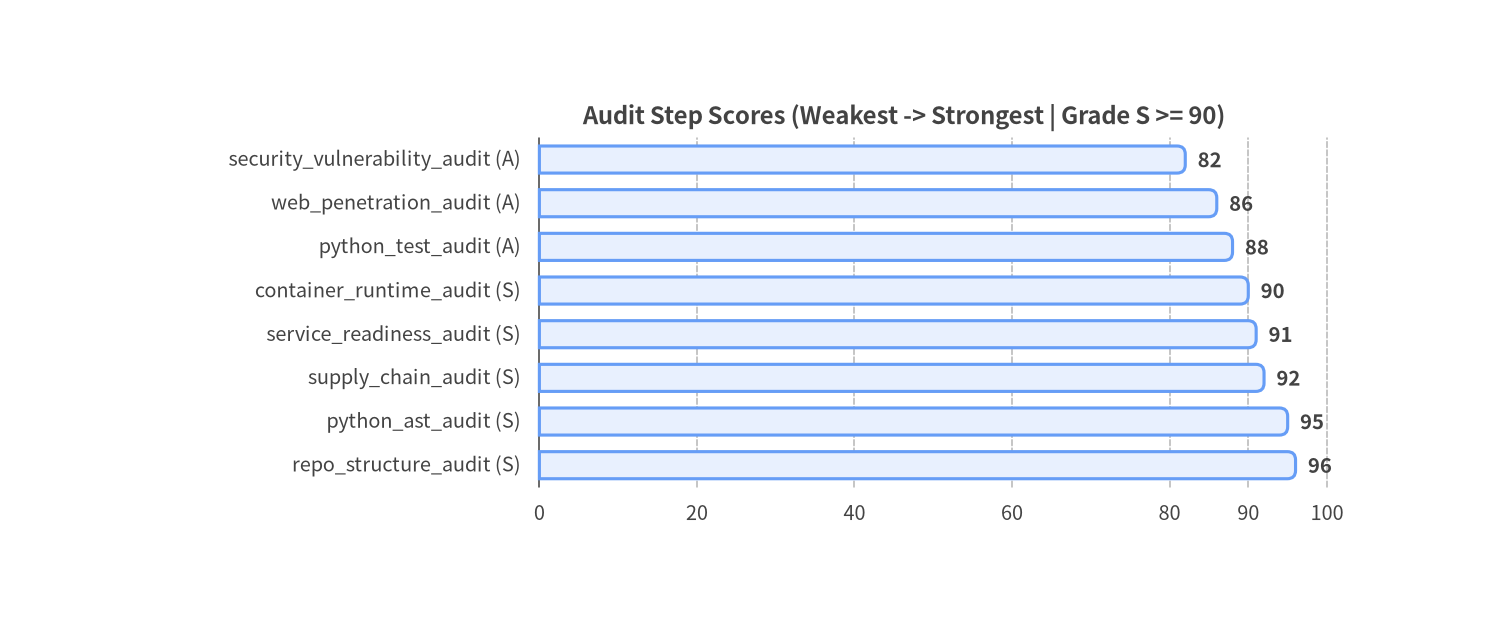 Audit Step Scores (Weakest -> Strongest | Grade S >= 90)
security_vulnerability_audit (A) 82
web_penetration_audit (A) 86
python_test_audit (A) 88
container_runtime_audit (S) 90
service_readiness_audit (S) 91
supply_chain_audit (S) 92
python_ast_audit (S) 95
repo_structure_audit (S) 96
0 20 40 60 80 90 100